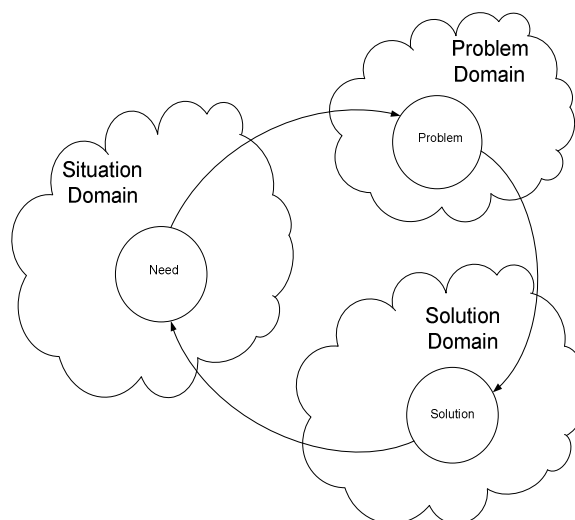 Problem
Domain
Problem
Situation
Domain
Need
Solution
Domain
Solution